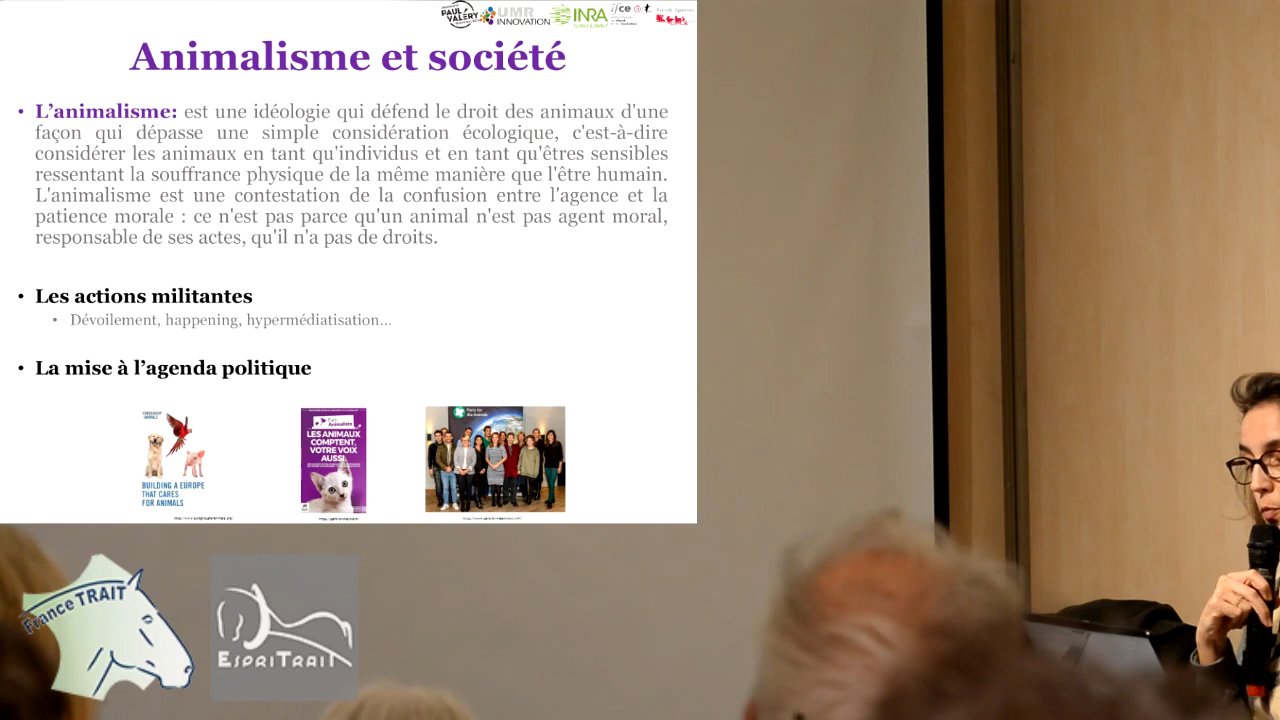 PAUL
VALÉRY
UMR
INNOVATION
INRA
ifce
Animalisme et société
• L'animalisme: est une idéologie qui défend le droit des animaux d'une
façon qui dépasse une simple considération écologique, c'est-à-dire
considérer les animaux en tant qu'individus et en tant qu'êtres sensibles
ressentant la souffrance physique de la même manière que l'être humain.
L'animalisme est une contestation de la confusion entre l'agence et la
patience morale : ce n'est pas parce qu'un animal n'est pas agent moral,
responsable de ses actes, qu'il n'a pas de droits.
• Les actions militantes
• Dévoilement, happening, hypermédiatisation...
• La mise à l'agenda politique
BUILDING A EUROPE
THAT CARES
FOR ANIMALS
Parti
Animaliste
LES ANIMAUX
COMPTENT,
VOTRE VOIX
AUSSI.
Party for
the Animals
France TRAIT
ESPRITRAIT